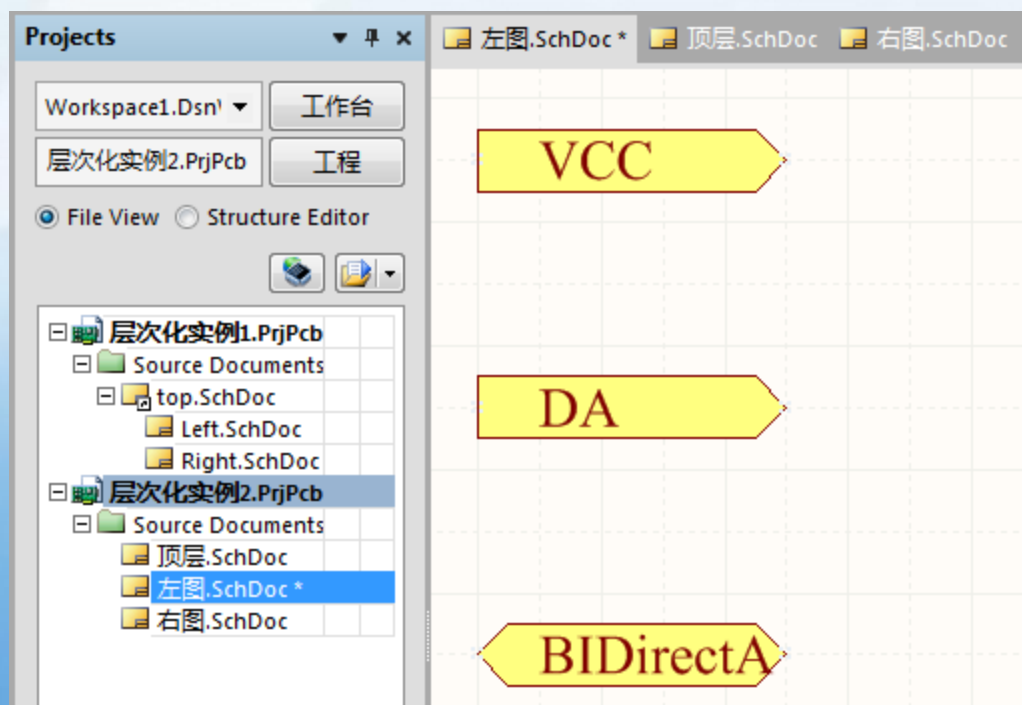 Projects
Workspace1.Dsn
工作台
层次化实例2.PrjPcb
工程
File View
Structure Editor
层次化实例1.PrjPcb
Source Documents
top.SchDoc
Left.SchDoc
Right.SchDoc
层次化实例2.PrjPcb
Source Documents
顶层.SchDoc
左图.SchDoc *
右图.SchDoc
左图.SchDoc * 顶层.SchDoc 右图.SchDoc
VCC
DA
BIDirectA